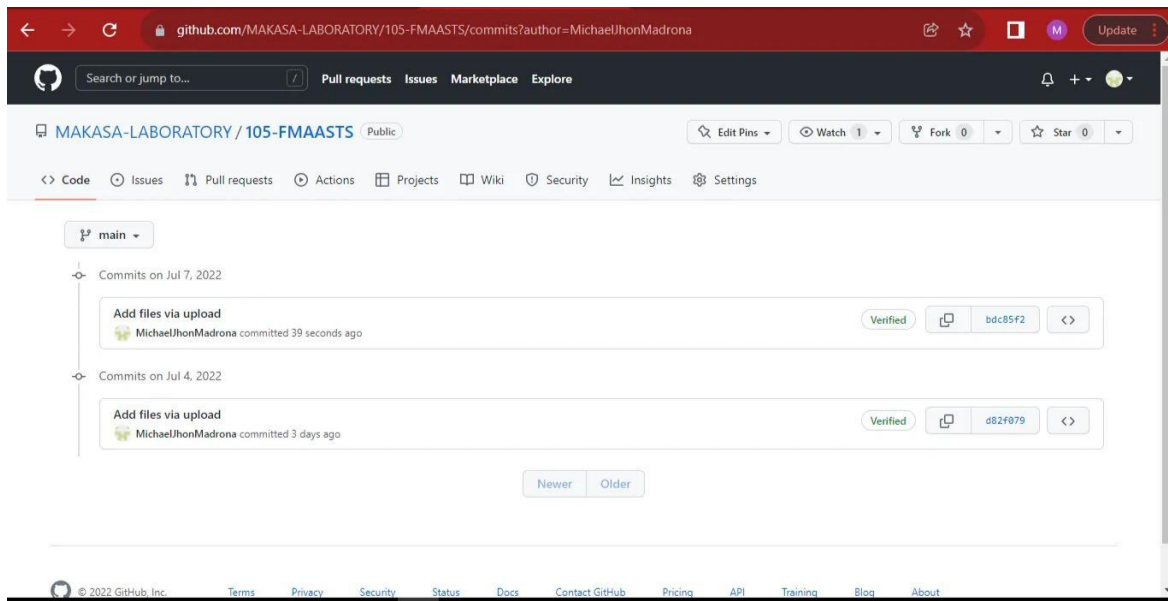 github.com/MAKASA-LABORATORY/105-FMAASTS/commits?author=MichaelJhonMadrona M Update
Search or jump to... / Pull requests Issues Marketplace Explore
MAKASA-LABORATORY / 105-FMAASTS Public Edit Pins Watch 1 Fork 0 Star 0
<> Code Issues Pull requests Actions Projects Wiki Security Insights Settings
main
Commits on Jul 7, 2022
Add files via upload
MichaelJhonMadrona committed 39 seconds ago Verified bdc85f2 <>
Commits on Jul 4, 2022
Add files via upload
MichaelJhonMadrona committed 3 days ago Verified d82f079 <>
Newer Older
© 2022 GitHub, Inc. Terms Privacy Security Status Docs Contact GitHub Pricing API Training Blog About